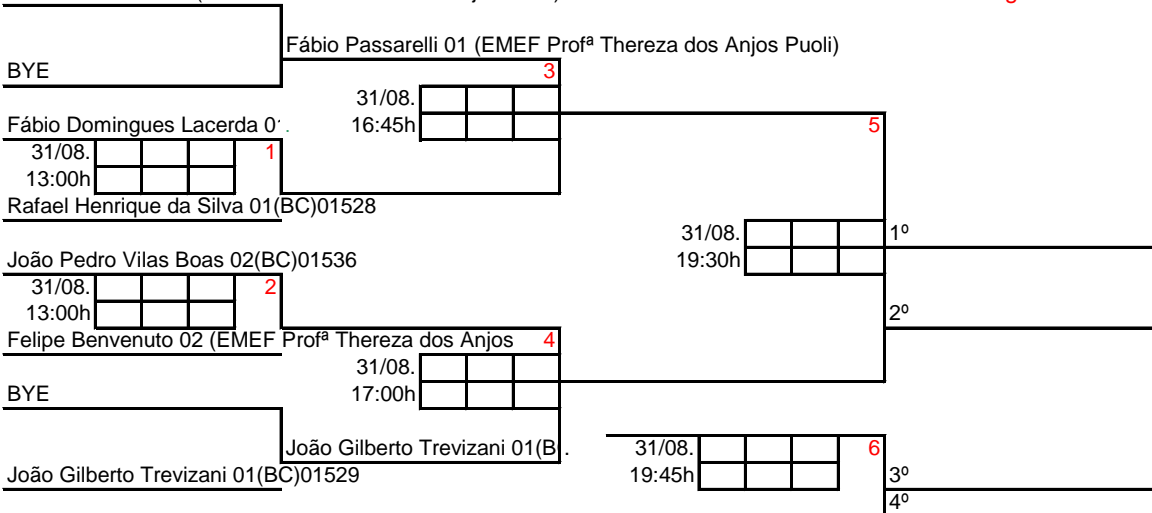 Fábio Passarelli 01 (EMEF Profª Thereza dos Anjos Puoli)
BYE
3
31/08.
16:45h
Fábio Domingues Lacerda
5
31/08.
1
13:00h
Rafael Henrique da Silva 01(BC)01528
31/08.
1º
19:30h
João Pedro Vilas Boas 02(BC)01536
31/08.
2
13:00h
2º
Felipe Benvenuto 02 (EMEF Profª Thereza dos Anjos
4
31/08.
17:00h
BYE
João Gilberto Trevizani 01(B
31/08.
6
19:45h
João Gilberto Trevizani 01(BC)01529
3º
4º